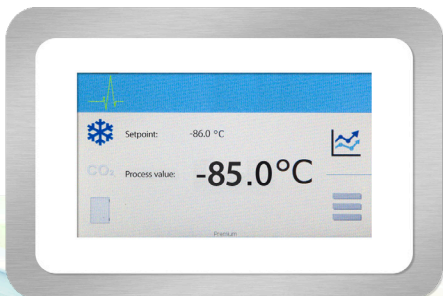 Setpoint: -86.0 °C
CO₂
Process value: -85.0°C
Premium